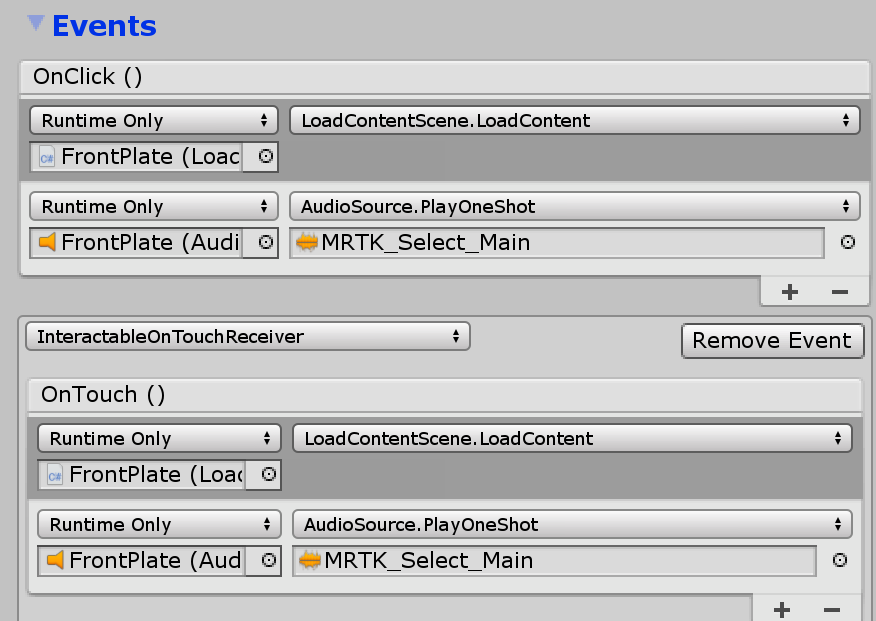 Events
OnClick ()
Runtime Only LoadContentScene.LoadContent
FrontPlate (Loac
Runtime Only AudioSource.PlayOneShot
FrontPlate (Audi MRTK_Select_Main
+ −
InteractableOnTouchReceiver Remove Event
OnTouch ()
Runtime Only LoadContentScene.LoadContent
FrontPlate (Loac
Runtime Only AudioSource.PlayOneShot
FrontPlate (Aud MRTK_Select_Main
+ −